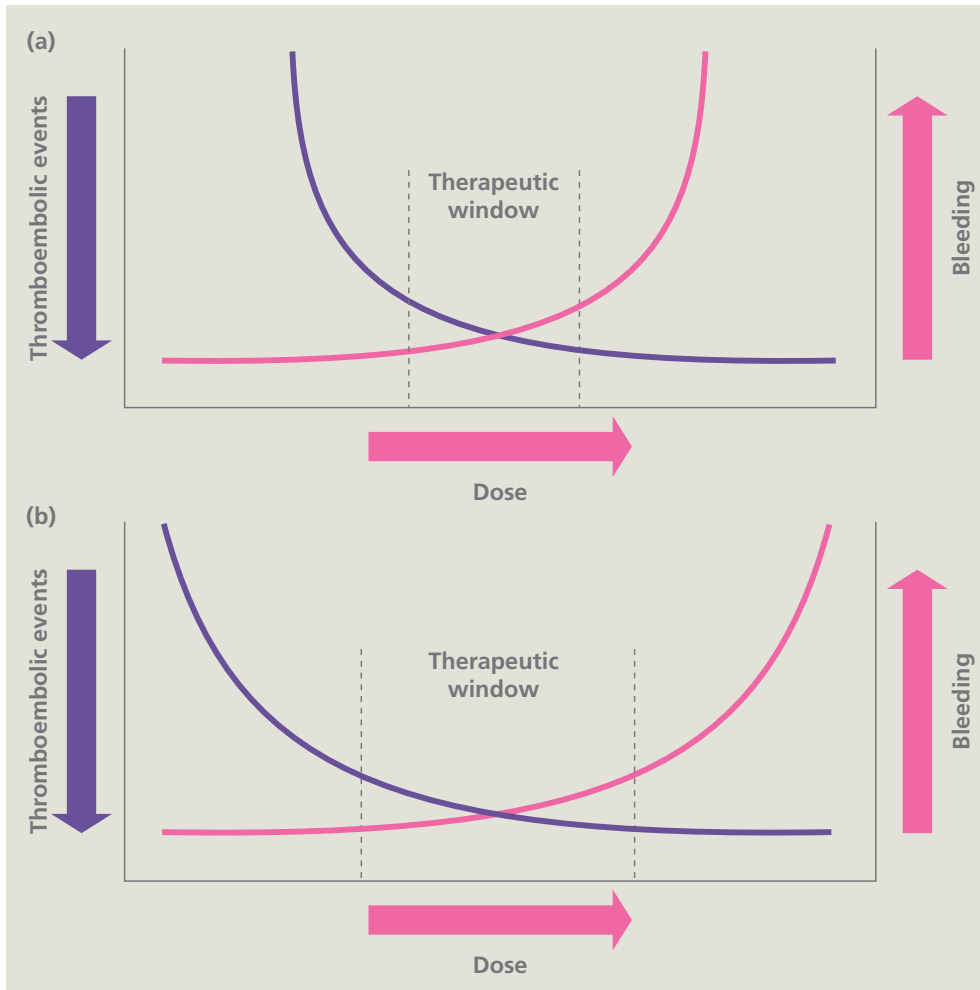 (a)
Thromboembolic events
Therapeutic
window
Bleeding
Dose
(b)
Thromboembolic events
Therapeutic
window
Bleeding
Dose